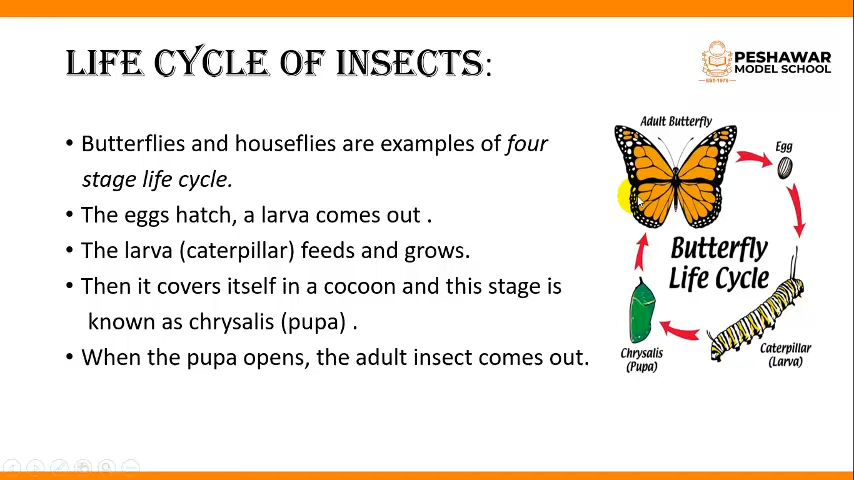 LIFE CYCLE OF INSECTS:
PESHAWAR
MODEL SCHOOL
EST-1973
• Butterflies and houseflies are examples of four
stage life cycle.
• The eggs hatch, a larva comes out .
• The larva (caterpillar) feeds and grows.
• Then it covers itself in a cocoon and this stage is
known as chrysalis (pupa) .
• When the pupa opens, the adult insect comes out.
Adult Butterfly
Egg
Butterfly
Life Cycle
Chrysalis
(Pupa)
Caterpillar
(Larva)